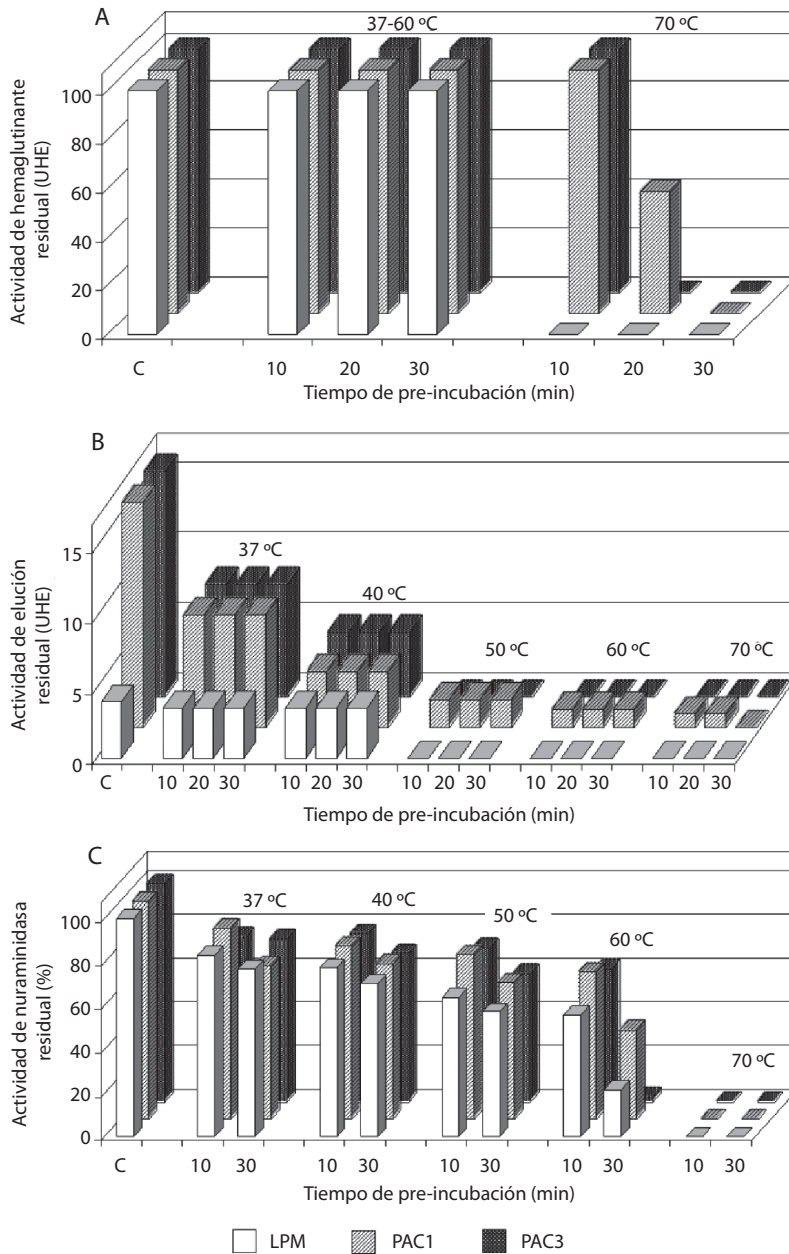 A
37-60 ºC
70 ºC
Actividad de hemaglutinante
residual (UHE)
100
80
60
40
20
0
C
10
20
30
10
20
30
Tiempo de pre-incubación (min)
B
37 ºC
40 ºC
50 ºC
60 ºC
70 ºC
Actividad de elución
residual (UHE)
15
10
5
0
C
10 20 30
10 20 30
10 20 30
10 20 30
10 20 30
Tiempo de pre-incubación (min)
C
37 ºC
40 ºC
50 ºC
60 ºC
70 ºC
Actividad de nuraminidasa
residual (%)
100
80
60
40
20
0
C
10 30
10 30
10 30
10 30
10 30
Tiempo de pre-incubación (min)
LPM PAC1 PAC3